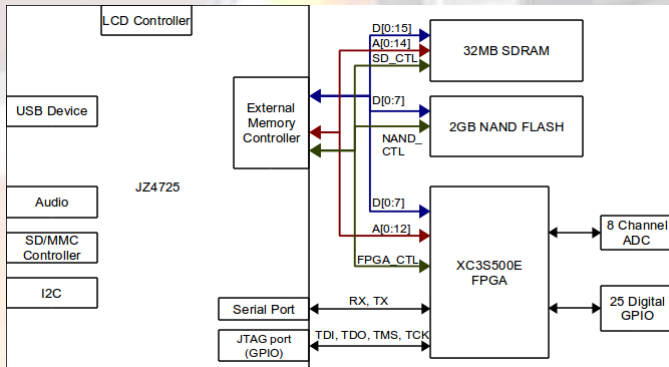 LCD Controller
USB Device
Audio
SD/MMC
Controller
I2C
JZ4725
External
Memory
Controller
Serial Port
JTAG port
(GPIO)
D[0:15]
A[0:14]
SD_CTL
D[0:7]
NAND_
CTL
D[0:7]
A[0:12]
FPGA_CTL
RX, TX
TDI, TDO, TMS, TCK
32MB SDRAM
2GB NAND FLASH
XC3S500E
FPGA
8 Channel
ADC
25 Digital
GPIO